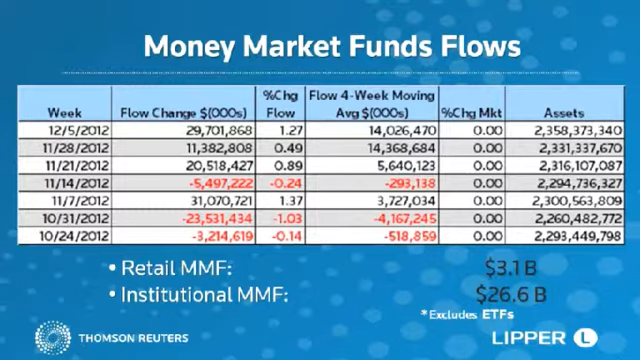 Money Market Funds Flows
Week Flow Change $(000s) %Chg Flow Flow 4-Week Moving Avg $(000s) %Chg Mkt Assets
12/5/2012 29,701,868 1.27 14,026,470 0.00 2,358,373,340
11/28/2012 11,382,808 0.49 14,368,684 0.00 2,331,337,670
11/21/2012 20,518,427 0.89 5,640,123 0.00 2,316,107,087
11/14/2012 -5,497,222 -0.24 -293,138 0.00 2,294,736,327
11/7/2012 31,070,721 1.37 3,727,034 0.00 2,300,563,809
10/31/2012 -23,531,434 -1.03 -4,167,245 0.00 2,260,482,772
10/24/2012 -3,214,619 -0.14 -518,859 0.00 2,293,449,798
• Retail MMF: $3.1 B
• Institutional MMF: $26.6 B
*Excludes ETFs
THOMSON REUTERS LIPPER L